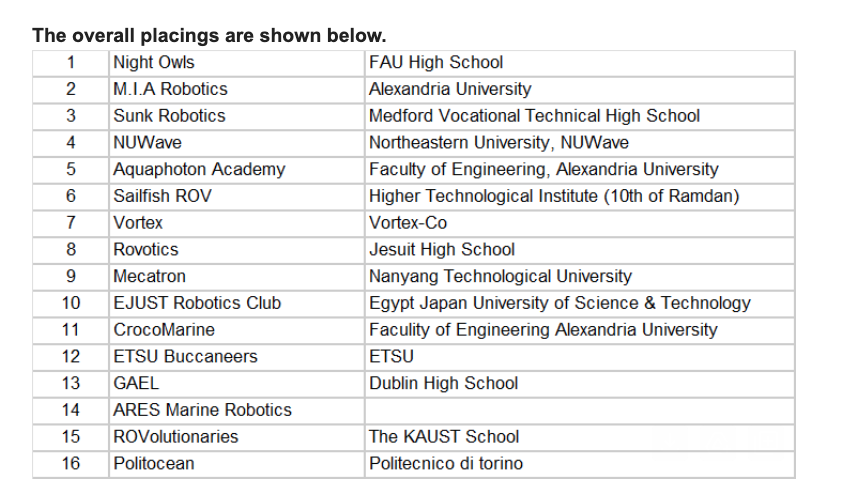 The overall placings are shown below.
1 Night Owls FAU High School
2 M.I.A Robotics Alexandria University
3 Sunk Robotics Medford Vocational Technical High School
4 NUWave Northeastern University, NUWave
5 Aquaphoton Academy Faculty of Engineering, Alexandria University
6 Sailfish ROV Higher Technological Institute (10th of Ramdan)
7 Vortex Vortex-Co
8 Rovotics Jesuit High School
9 Mecatron Nanyang Technological University
10 EJUST Robotics Club Egypt Japan University of Science & Technology
11 CrocoMarine Faculity of Engineering Alexandria University
12 ETSU Buccaneers ETSU
13 GAEL Dublin High School
14 ARES Marine Robotics
15 ROVolutionaries The KAUST School
16 Politocean Politecnico di torino